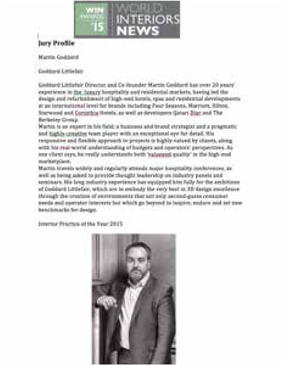 WIN
AWARDS
'15
WORLD
INTERIORS
NEWS
Jury Profile
Martin Goddard
Goddard Littlefair
Goddard Littlefair Director and Co-founder Martin Goddard has over 20 years'
experience in the luxury hospitality and residential markets, having led the
design and refurbishment of high-end hotels, spas and residential developments
at an international level for brands including Four Seasons, Marriott, Hilton,
Starwood and Corinthia Hotels, as well as developers Qatari Diar and The
Berkeley Group.
Martin is an expert in his field; a business and brand strategist and a pragmatic
and highly creating team player with an exceptional eye for detail. His
responsive and flexible approach to projects is highly valued by clients, along
with his real-world understanding of budgets and operators' perspectives. As
one client says, he really understands both 'value and quality' in the high-end
marketplace.
Martin travels widely and regularly attends major hospitality conferences, as
well as being asked to provide thought leadership on industry panels and
seminars. His long industry experience has equipped him fully for the ambitions
of Goddard Littlefair, which are to embody the very best in 3D design excellence
through the creation of environments that not only second-guess consumer
needs and operator interests but which go beyond to inspire, endure and set new
benchmarks for design.
Interior Practice of the Year 2015